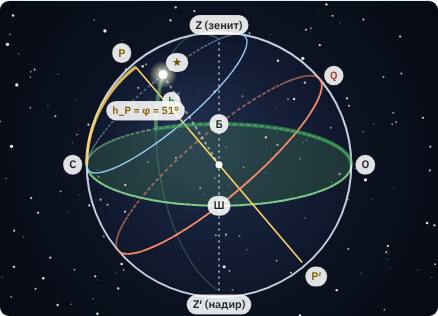 Z (зенит)
P
★
Q
h
h_P = φ = 51°
Б
С
О
Ш
P′
Z′ (надир)